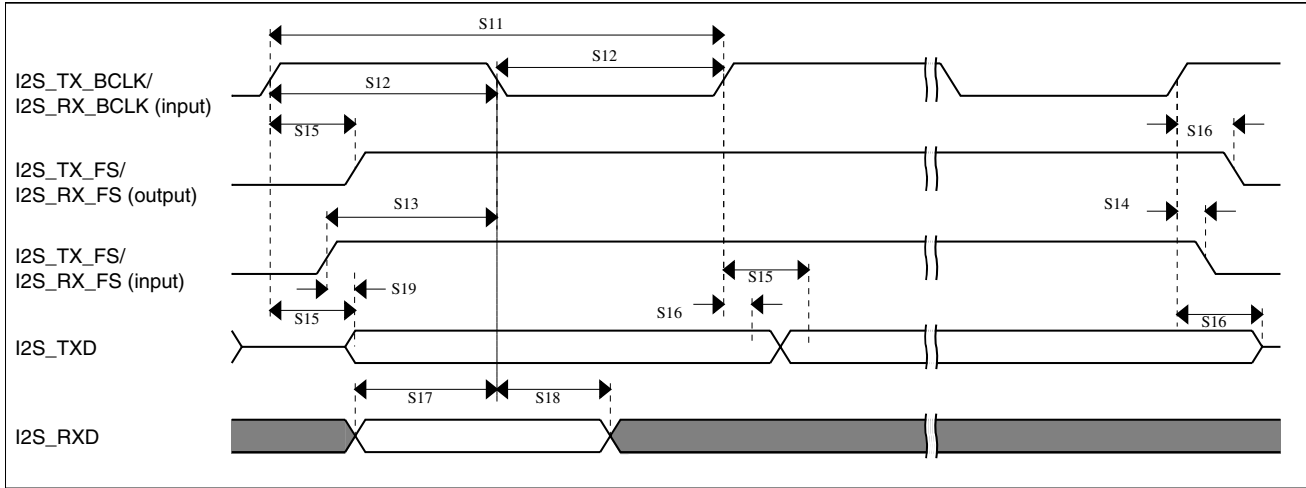 S11
I2S_TX_BCLK/
I2S_RX_BCLK (input)
S12
S12
S15
S16
I2S_TX_FS/
I2S_RX_FS (output)
S13
S14
I2S_TX_FS/
I2S_RX_FS (input)
S15
S19
S15
S16
S16
I2S_TXD
S17
S18
I2S_RXD